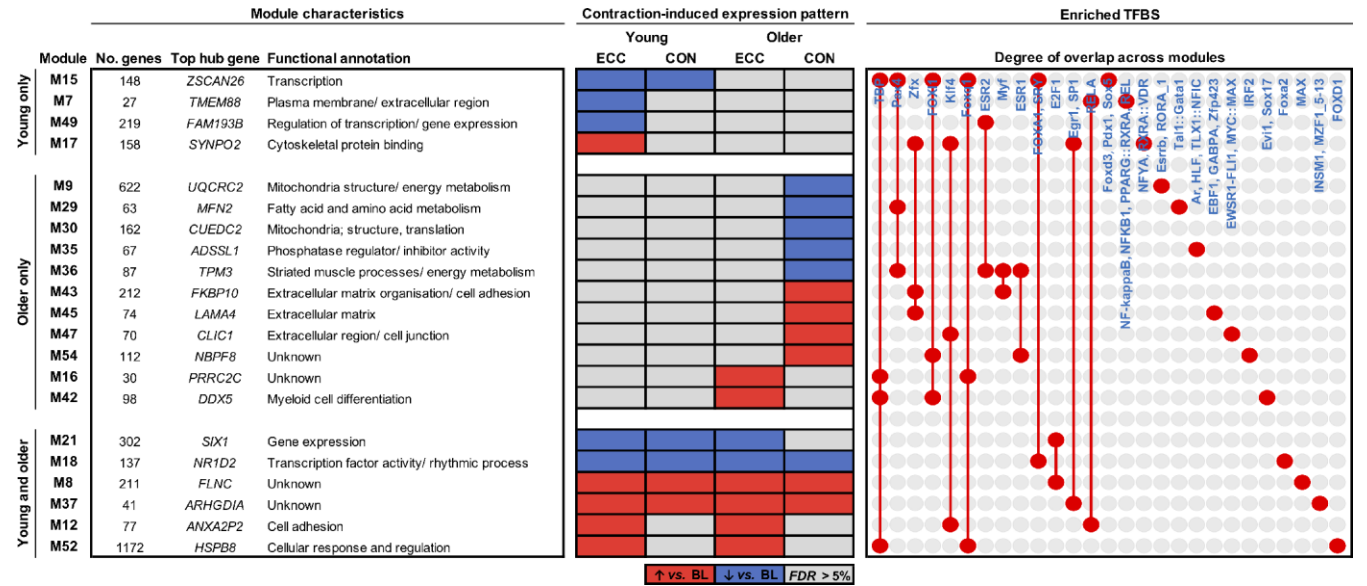 Module characteristics
Contraction-induced expression pattern
Enriched TFBS
Young Older
Module No. genes Top hub gene Functional annotation ECC CON ECC CON Degree of overlap across modules
Young only
M15 148 ZSCAN26 Transcription
M7 27 TMEM88 Plasma membrane/ extracellular region
M49 219 FAM193B Regulation of transcription/ gene expression
M17 158 SYNPO2 Cytoskeletal protein binding
Older only
M9 622 UQCRC2 Mitochondria structure/ energy metabolism
M29 63 MFN2 Fatty acid and amino acid metabolism
M30 162 CUEDC2 Mitochondria; structure, translation
M35 67 ADSSL1 Phosphatase regulator/ inhibitor activity
M36 87 TPM3 Striated muscle processes/ energy metabolism
M43 212 FKBP10 Extracellular matrix organisation/ cell adhesion
M45 74 LAMA4 Extracellular matrix
M47 70 CLIC1 Extracellular region/ cell junction
M54 112 NBPF8 Unknown
M16 30 PRRC2C Unknown
M42 98 DDX5 Myeloid cell differentiation
Young and older
M21 302 SIX1 Gene expression
M18 137 NR1D2 Transcription factor activity/ rhythmic process
M8 211 FLNC Unknown
M37 41 ARHGDIA Unknown
M12 77 ANXA2P2 Cell adhesion
M52 1172 HSPB8 Cellular response and regulation
TBP
Zfx
Klf4
ESR2
Myf
ESR1
FOXA1, SRY
E2F1
Egr1, SP1
RELA
Foxd3, Pdx1, Sox5
NF-kappaB, NFKB1, PPARG::RXRA, REL
NFYA, RXRA::VDR
Esrrb, RORA_1
Tal1::Gata1
Ar, HLF, TLX1::NFIC
EBF1, GABPA, Zfp423
EWSR1-FLI1, MYC::MAX
IRF2
Evi1, Sox17
Foxa2
MAX
INSM1, MZF1_5-13
FOXD1
↑ vs. BL ↓ vs. BL FDR > 5%